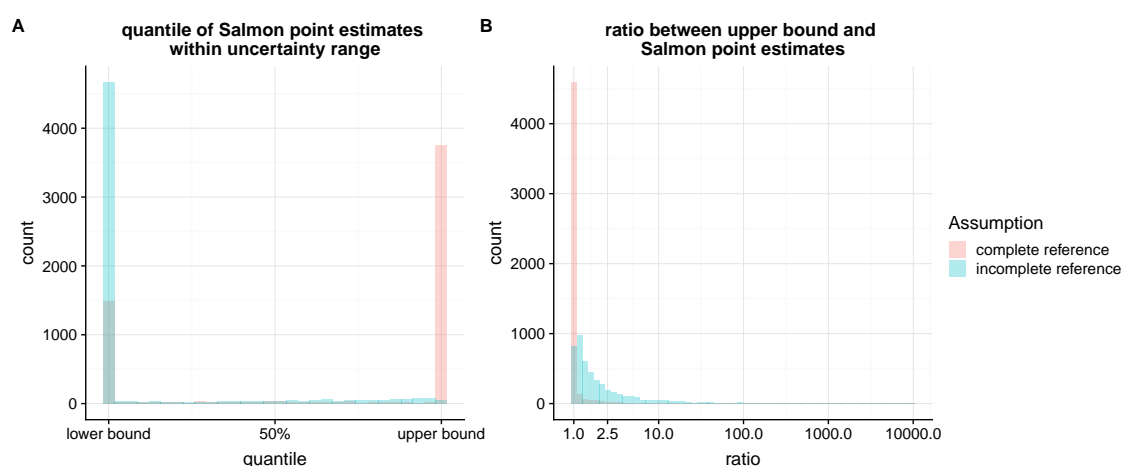 A
quantile of Salmon point estimates
within uncertainty range
count
4000
3000
2000
1000
0
lower bound
50%
upper bound
quantile
B
ratio between upper bound and
Salmon point estimates
count
4000
3000
2000
1000
0
1.0
2.5
10.0
100.0
1000.0
10000.0
ratio
Assumption
complete reference
incomplete reference